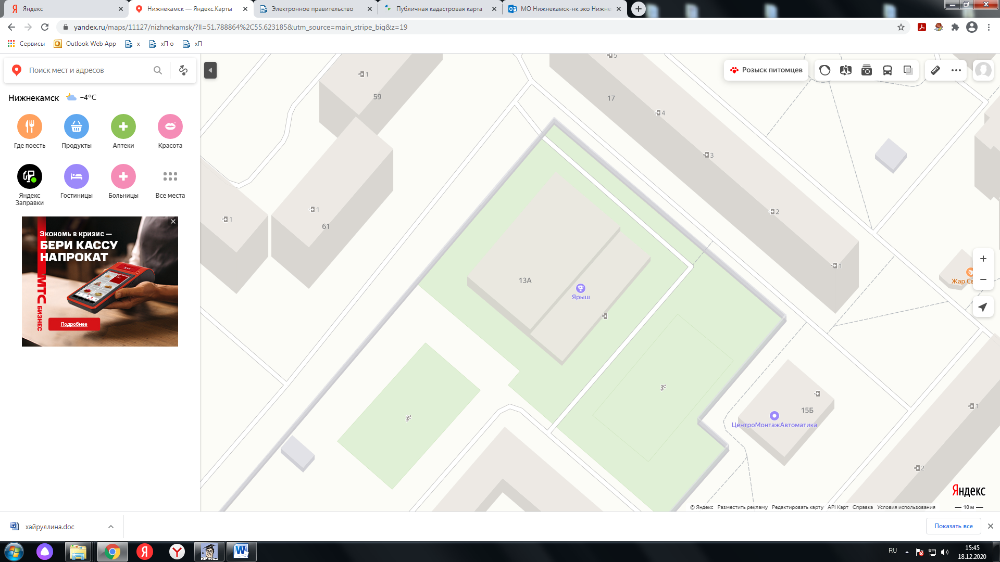 Яндекс
Нижнекамск — Яндекс.Карты
Электронное правительство
Публичная кадастровая карта
МО Нижнекамск-нк эко Нижне
yandex.ru/maps/11127/nizhnekamsk/?ll=51.788864%2C55.623185&utm_source=main_stripe_big&z=19
Сервисы
Outlook Web App
х
хП о
хП
Поиск мест и адресов
Розыск питомцев
Нижнекамск
−4°C
Где поесть
Продукты
Аптеки
Красота
Яндекс
Заправки
Гостиницы
Больницы
Все места
Экономь в кризис —
БЕРИ КАССУ
НАПРОКАТ
МТС БИЗНЕС
Подробнее
5
1
59
17
4
3
1
1
61
2
1
13А
Ярыш
Жар Св
15Б
ЦентроМонтажАвтоматика
1
2
Яндекс
© Яндекс
Разместить рекламу
Редактировать карту
API Карт
Справка
Условия использования
10 м
хайруллина.doc
Показать все
RU
15:45
18.12.2020